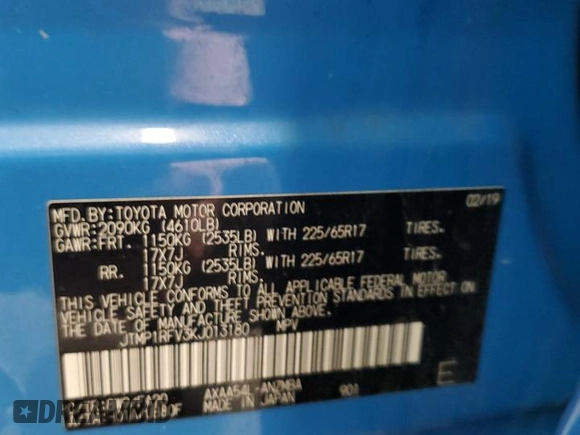 MFD.BY:TOYOTA MOTOR CORPORATION 02/19
GVWR:2090KG (4610LB)
GAWR:FRT. 1150KG (2535LB) WITH 225/65R17 TIRES.
17X7J RIMS.
RR. 1150KG (2535LB) WITH 225/65R17 TIRES.
17X7J RIMS.
THIS VEHICLE CONFORMS TO ALL APPLICABLE FEDERAL MOTOR
VEHICLE SAFETY AND THEFT PREVENTION STANDARDS IN
EFFECT ON THE DATE OF MANUFACTURE SHOWN ABOVE.
JTMP1RFV3KJ013180 MPV
AXAA54L-ANZMBA 901
MADE IN JAPAN
E
DREAMBID